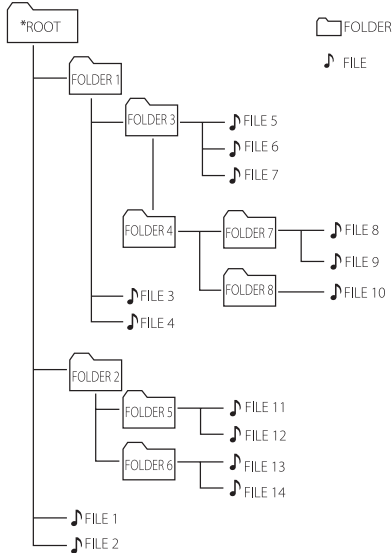 *ROOT
FOLDER
FILE
FOLDER 1
FOLDER 3
FILE 5
FILE 6
FILE 7
FOLDER 4
FOLDER 7
FILE 8
FILE 9
FOLDER 8
FILE 10
FILE 3
FILE 4
FOLDER 2
FOLDER 5
FILE 11
FILE 12
FOLDER 6
FILE 13
FILE 14
FILE 1
FILE 2